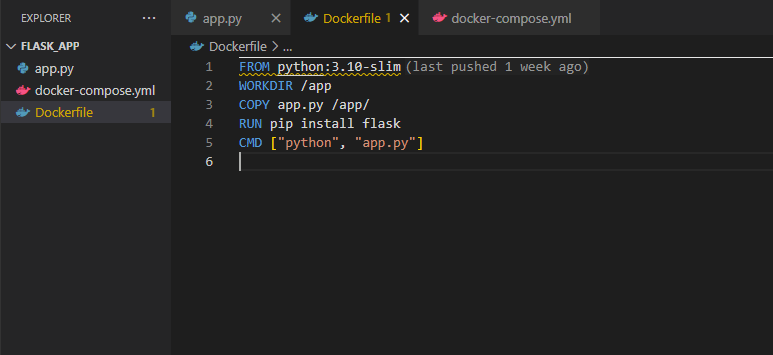 EXPLORER ...
FLASK_APP
app.py
docker-compose.yml
Dockerfile 1
app.py
Dockerfile 1
docker-compose.yml
Dockerfile > ...
1 FROM python:3.10-slim (last pushed 1 week ago)
2 WORKDIR /app
3 COPY app.py /app/
4 RUN pip install flask
5 CMD ["python", "app.py"]
6